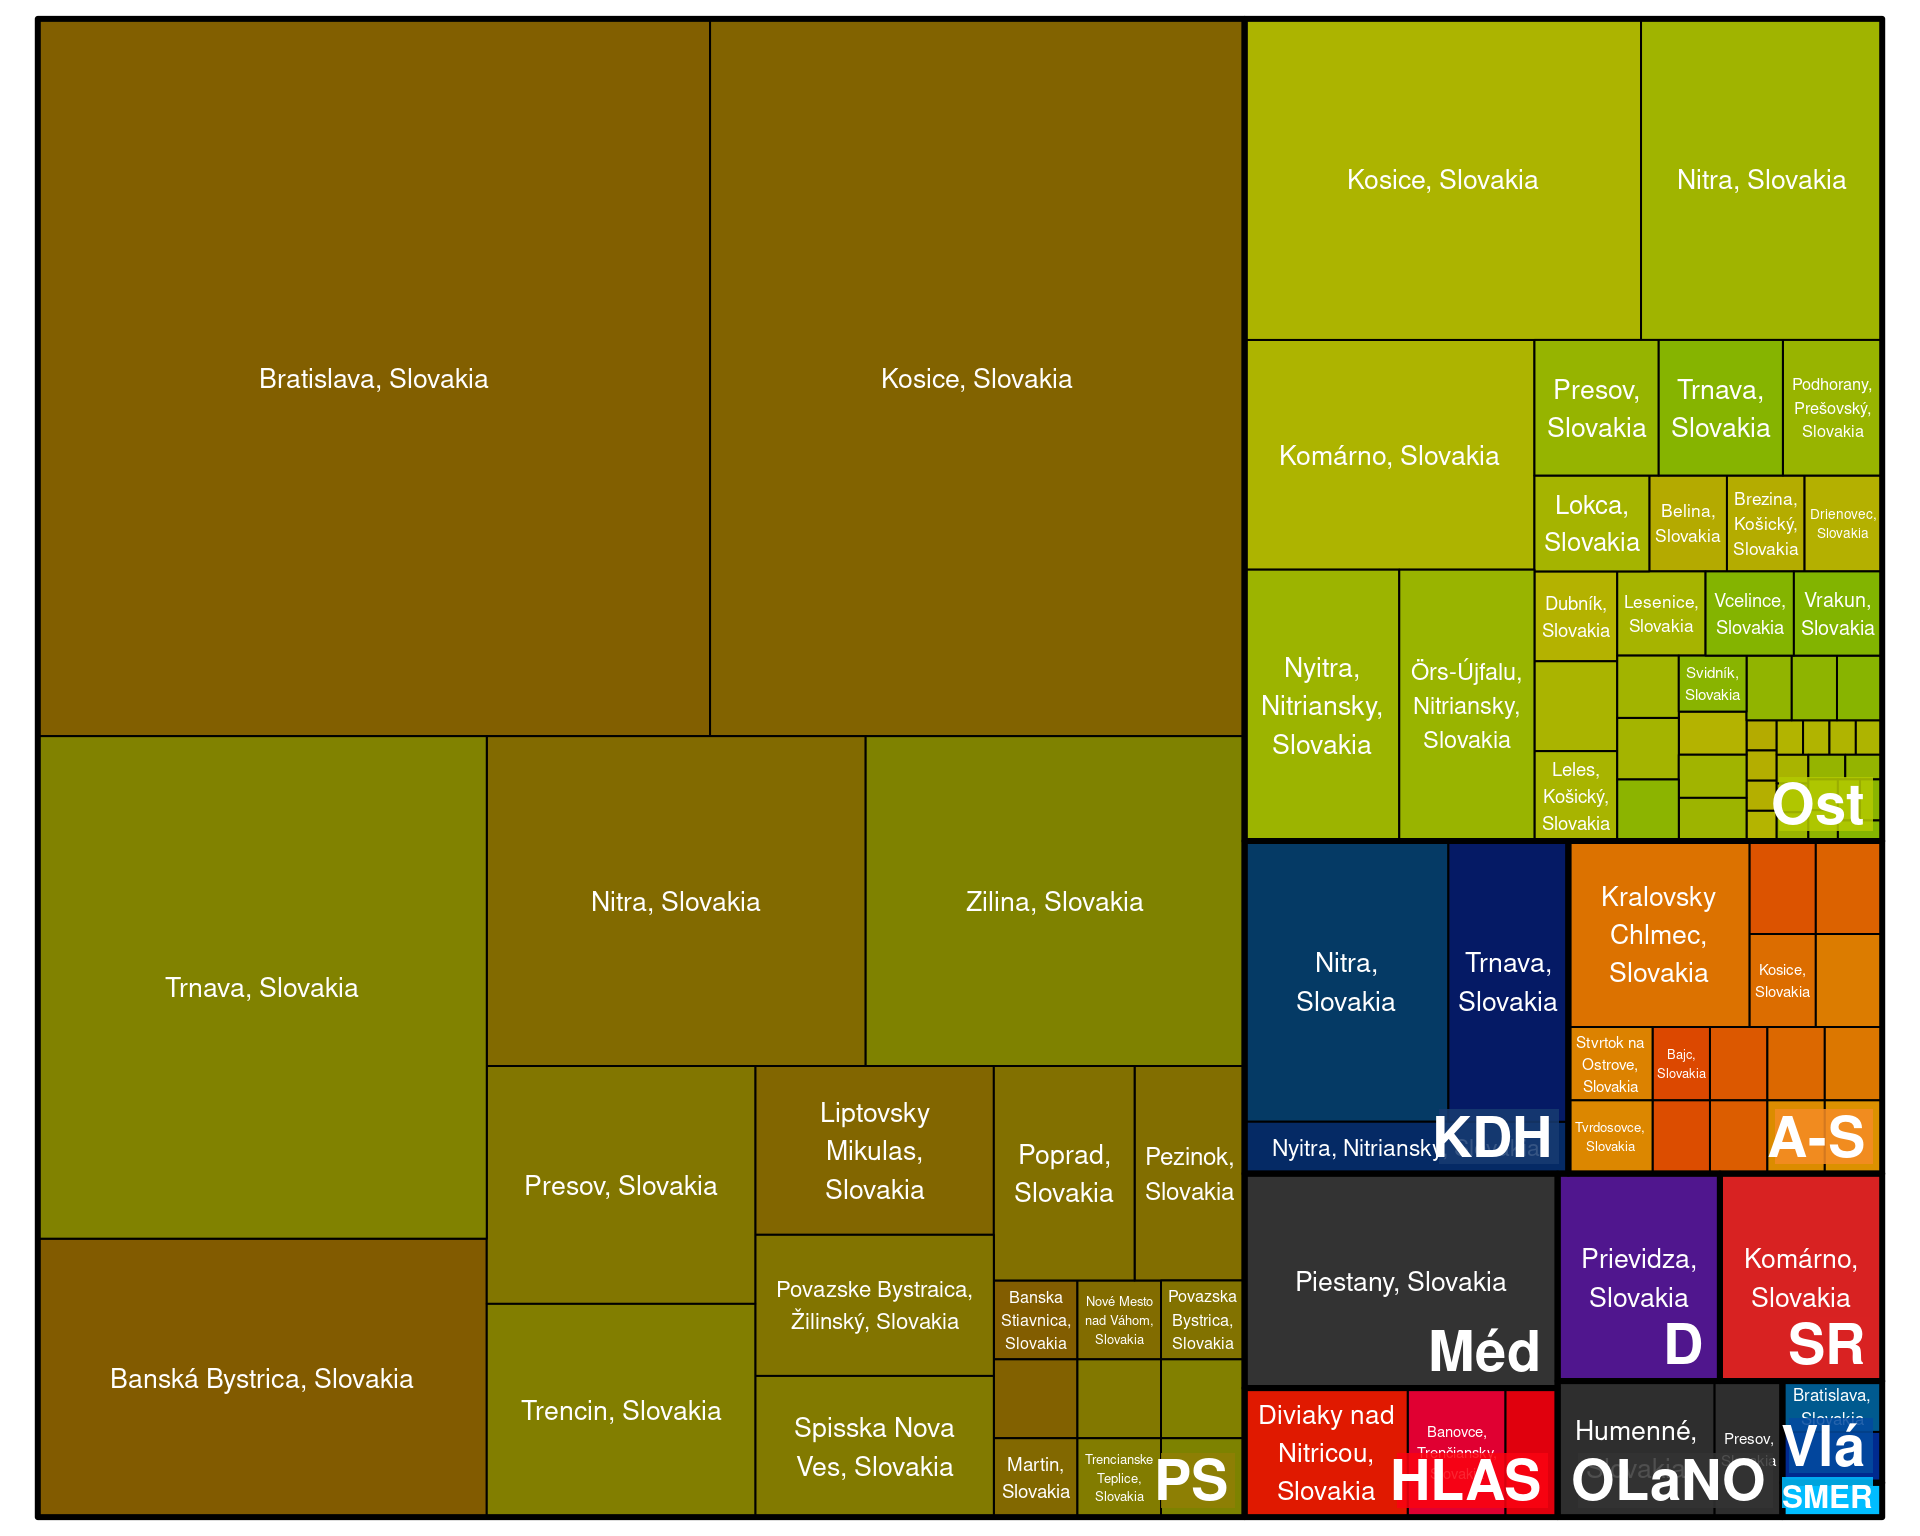 Bratislava, Slovakia
Kosice, Slovakia
Trnava, Slovakia
Nitra, Slovakia
Zilina, Slovakia
Banská Bystrica, Slovakia
Presov, Slovakia
Trencin, Slovakia
Liptovsky
Mikulas,
Slovakia
Povazske Bystraica,
Žilinský, Slovakia
Spisska Nova
Ves, Slovakia
Poprad,
Slovakia
Pezinok,
Slovakia
Banska
Stiavnica,
Slovakia
Nové Mesto
nad Váhom,
Slovakia
Povazska
Bystrica,
Slovakia
Martin,
Slovakia
Trencianske
Teplice,
Slovakia
PS
Kosice, Slovakia
Nitra, Slovakia
Komárno, Slovakia
Presov,
Slovakia
Trnava,
Slovakia
Podhorany,
Prešovský,
Slovakia
Lokca,
Slovakia
Belina,
Slovakia
Brezina,
Košický,
Slovakia
Drienovec,
Slovakia
Nyitra,
Nitriansky,
Slovakia
Örs-Újfalu,
Nitriansky,
Slovakia
Dubník,
Slovakia
Lesenice,
Slovakia
Vcelince,
Slovakia
Vrakun,
Slovakia
Svidník,
Slovakia
Leles,
Košický,
Slovakia
Ost
Nitra,
Slovakia
Trnava,
Slovakia
Nyitra, Nitriansky, Slovakia
KDH
Kralovsky
Chlmec,
Slovakia
Kosice,
Slovakia
Stvrtok na
Ostrove,
Slovakia
Bajc,
Slovakia
Tvrdosovce,
Slovakia
A-S
Piestany, Slovakia
Méd
Prievidza,
Slovakia
D
Komárno,
Slovakia
SR
Diviaky nad
Nitricou,
Slovakia
Banovce,
Trenčiansky,
Slovakia
HLAS
Humenné,
Slovakia
Presov,
Slovakia
OLaNO
Bratislava,
Slovakia
Vlá
SMER